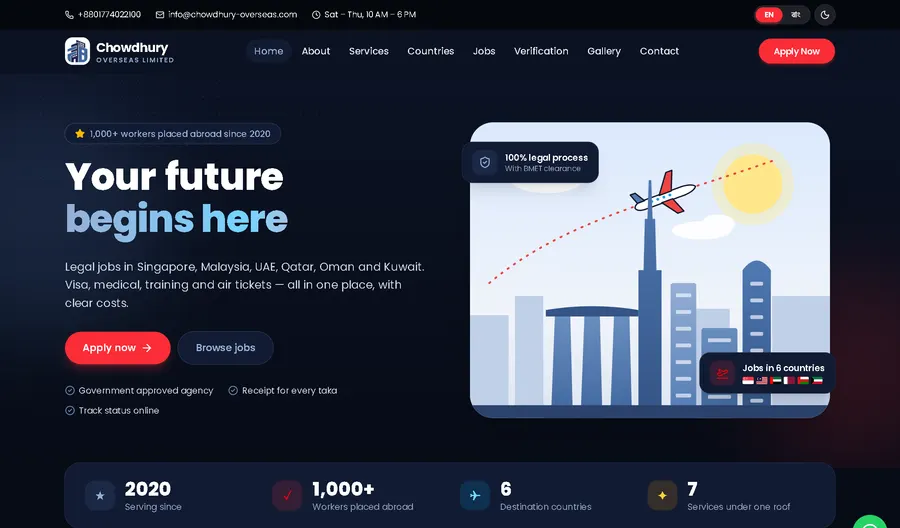 +8801774022100
info@chowdhury-overseas.com
Sat – Thu, 10 AM – 6 PM
EN
বাং
Chowdhury
OVERSEAS LIMITED
Home
About
Services
Countries
Jobs
Verification
Gallery
Contact
Apply Now
1,000+ workers placed abroad since 2020
Your future
begins here
Legal jobs in Singapore, Malaysia, UAE, Qatar, Oman and Kuwait.
Visa, medical, training and air tickets — all in one place, with
clear costs.
Apply now
Browse jobs
Government approved agency
Receipt for every taka
Track status online
100% legal process
With BMET clearance
Jobs in 6 countries
2020
Serving since
1,000+
Workers placed abroad
6
Destination countries
7
Services under one roof